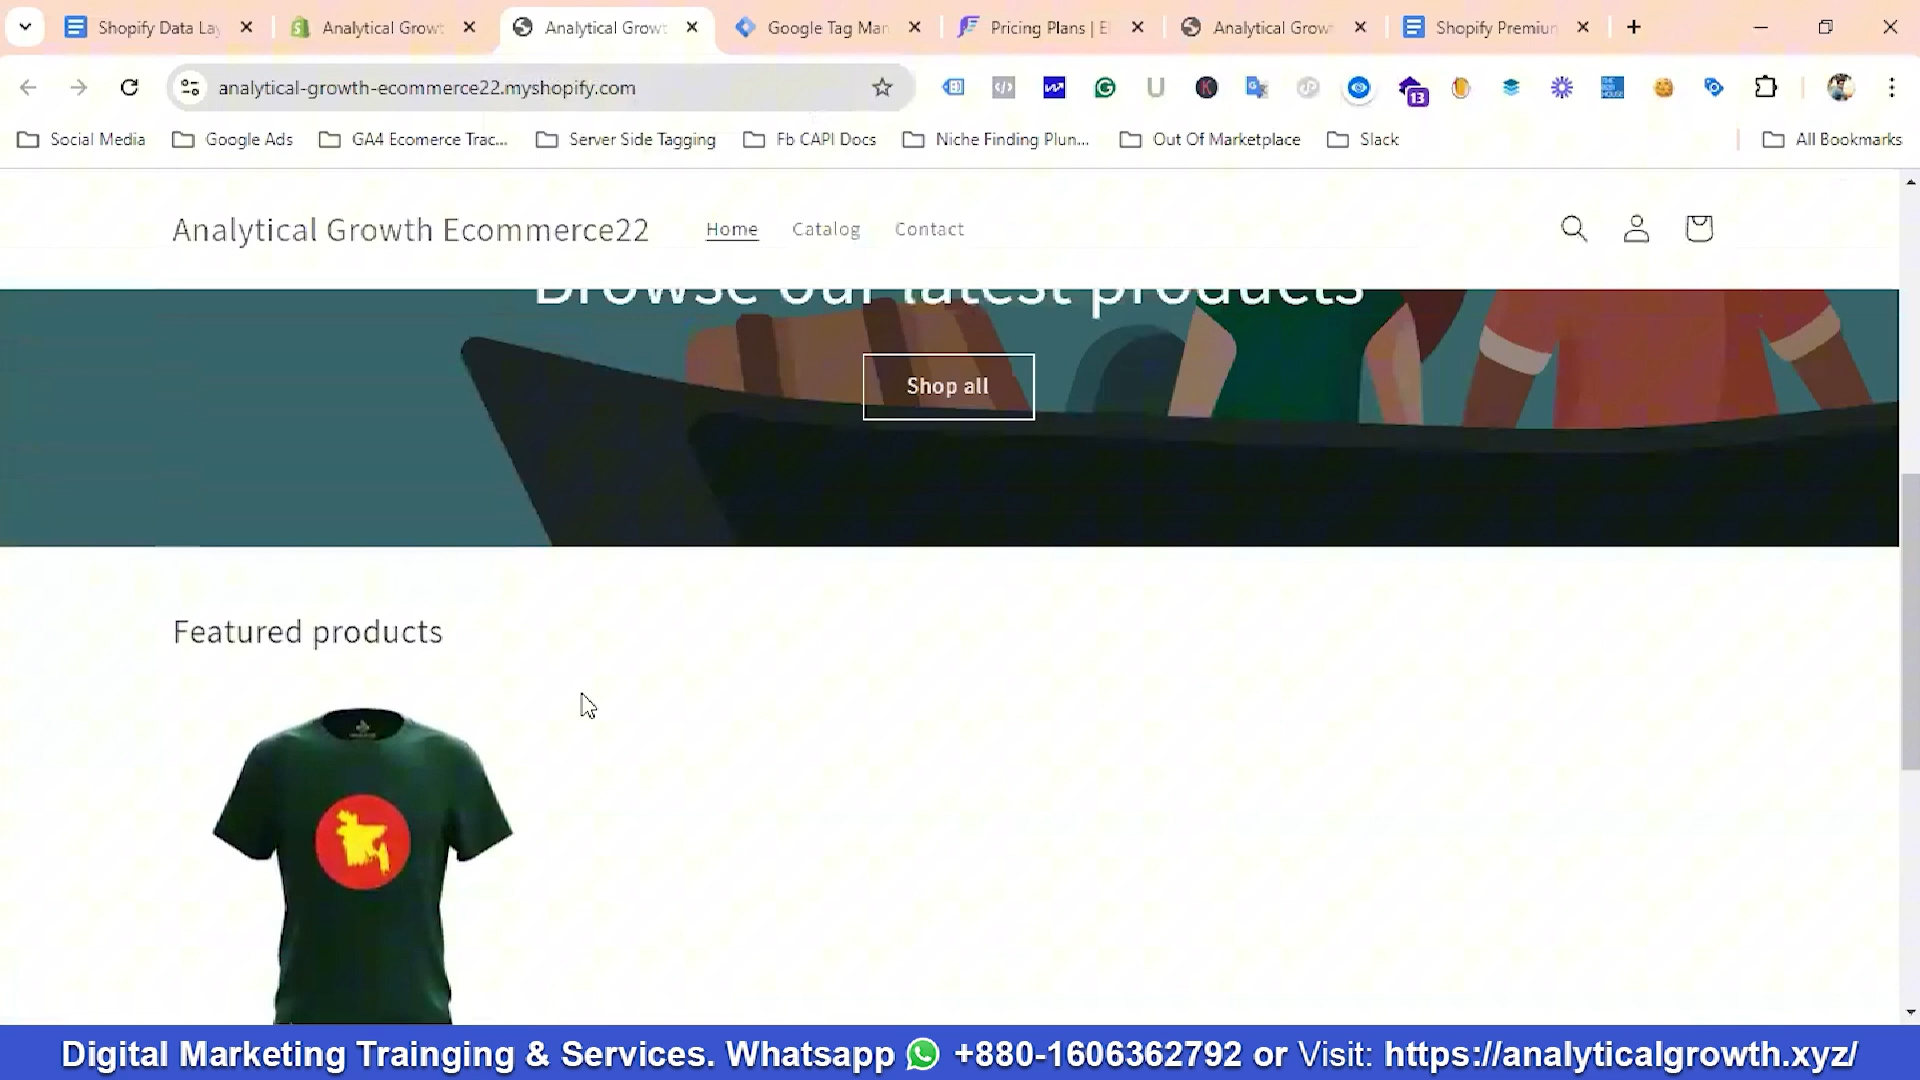 Shopify Data Lay
Analytical Growt
Analytical Growt
Google Tag Man
Pricing Plans | El
Analytical Grow
Shopify Premium
analytical-growth-ecommerce22.myshopify.com
13
Social Media
Google Ads
GA4 Ecomerce Trac...
Server Side Tagging
Fb CAPI Docs
Niche Finding Plun...
Out Of Marketplace
Slack
All Bookmarks
Analytical Growth Ecommerce22
Home
Catalog
Contact
Browse our latest products
Shop all
Featured products
Digital Marketing Trainging & Services. Whatsapp +880-1606362792 or Visit: https://analyticalgrowth.xyz/